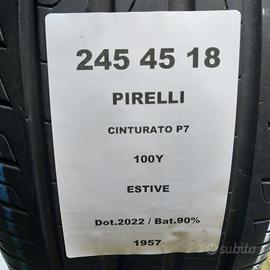 245 45 18
PIRELLI
CINTURATO P7
100Y
ESTIVE
Dot.2022 / Bat.90%
1957
subito